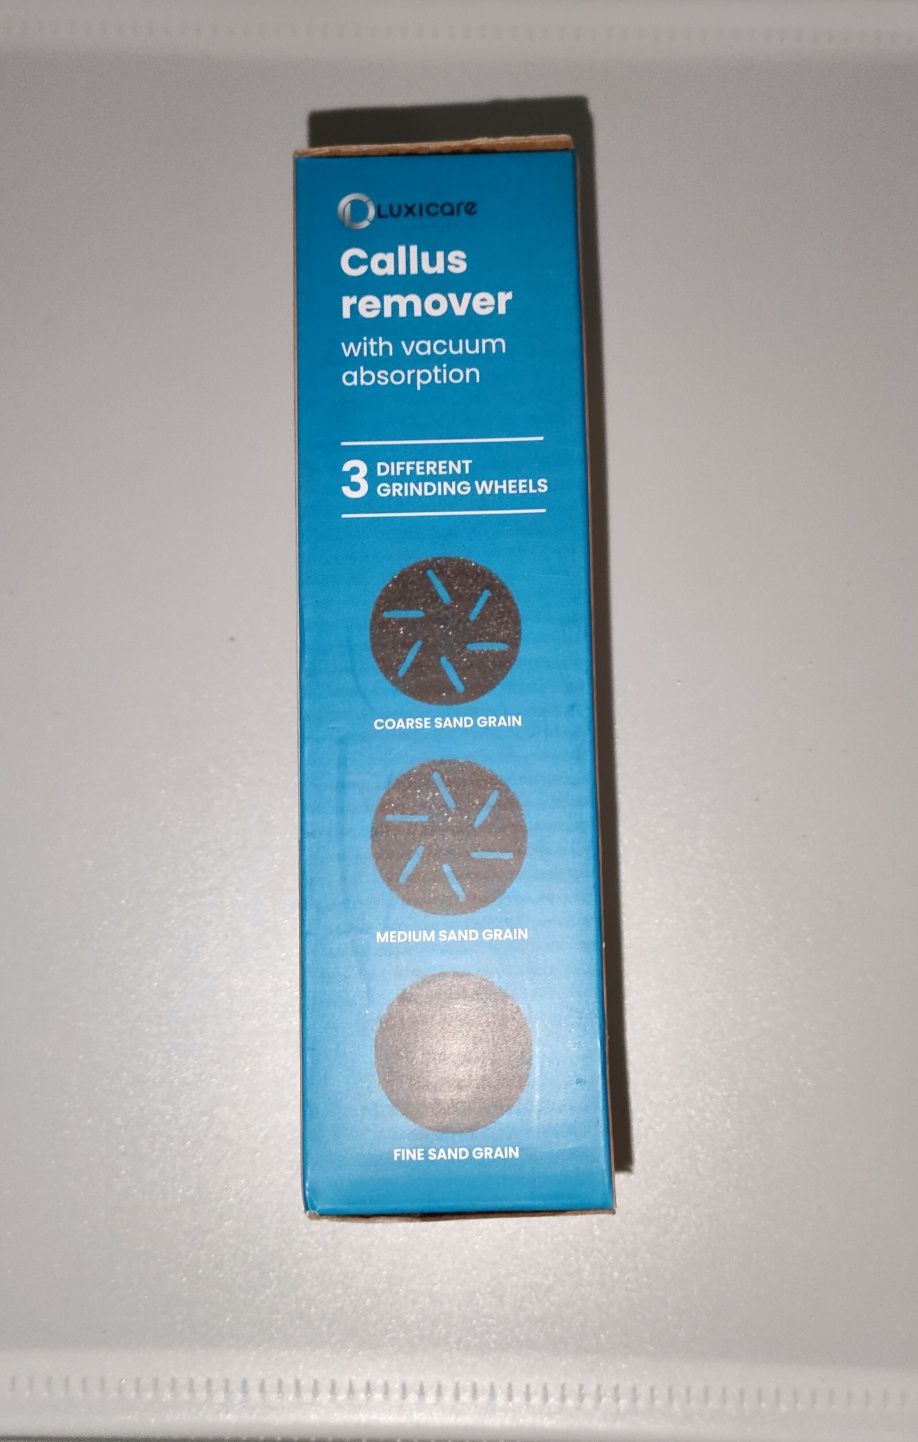 LUXICARE
Callus
remover
with vacuum
absorption
3 DIFFERENT
GRINDING WHEELS
COARSE SAND GRAIN
MEDIUM SAND GRAIN
FINE SAND GRAIN